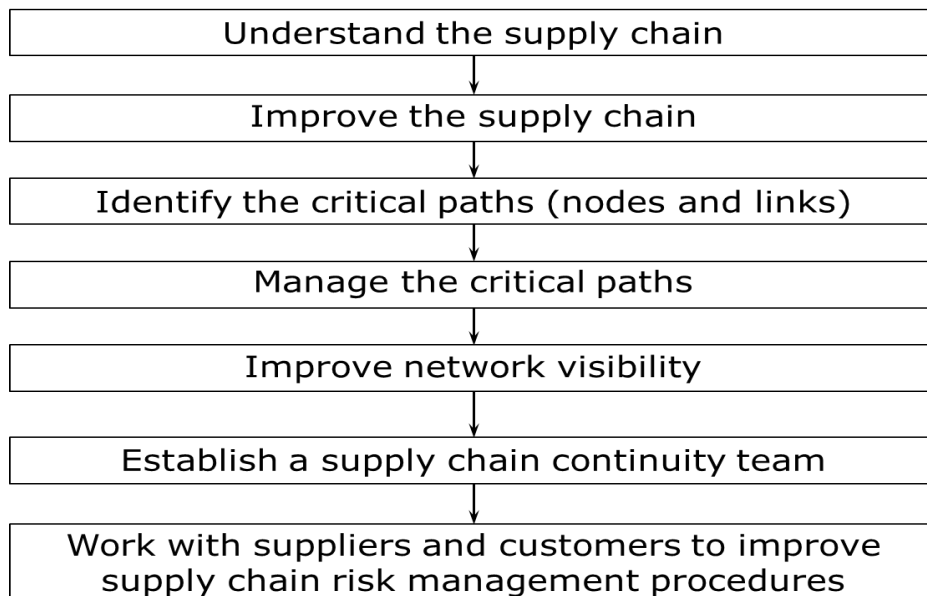 Understand the supply chain
Improve the supply chain
Identify the critical paths (nodes and links)
Manage the critical paths
Improve network visibility
Establish a supply chain continuity team
Work with suppliers and customers to improve
supply chain risk management procedures